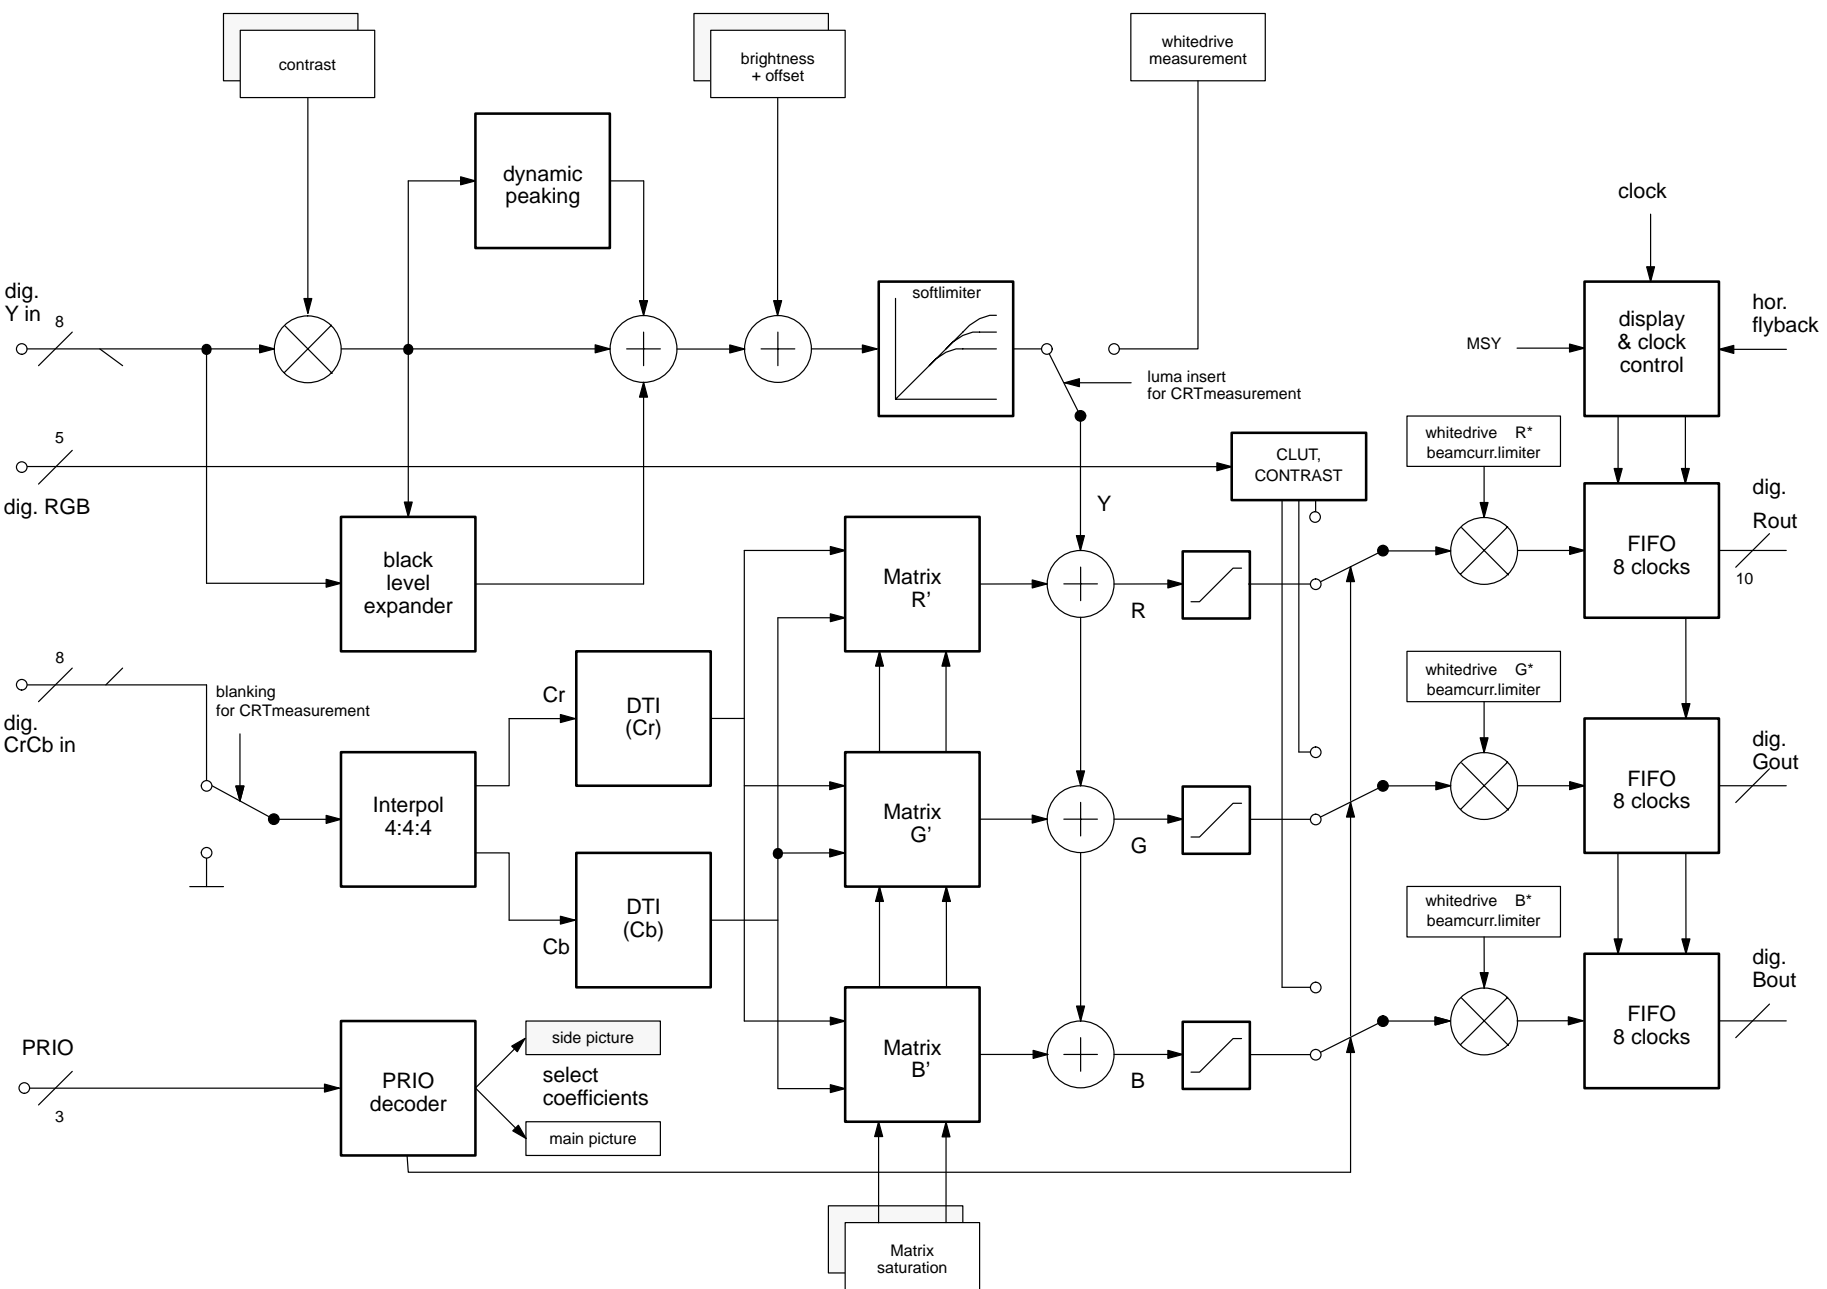 contrast
brightness
+ offset
whitedrive
measurement
dynamic
peaking
clock
dig.
Y in
8
softlimiter
display
& clock
control
hor.
flyback
MSY
luma insert
for CRTmeasurement
5
dig. RGB
CLUT,
CONTRAST
whitedrive R*
beamcurr.limiter
dig.
Rout
10
Y
black
level
expander
Matrix
R’
R
FIFO
8 clocks
8
dig.
CrCb in
blanking
for CRTmeasurement
Cr
DTI
(Cr)
whitedrive G*
beamcurr.limiter
dig.
Gout
Interpol
4:4:4
Matrix
G’
G
FIFO
8 clocks
Cb
DTI
(Cb)
whitedrive B*
beamcurr.limiter
dig.
Bout
PRIO
3
PRIO
decoder
side picture
select
coefficients
main picture
Matrix
B’
B
FIFO
8 clocks
Matrix
saturation